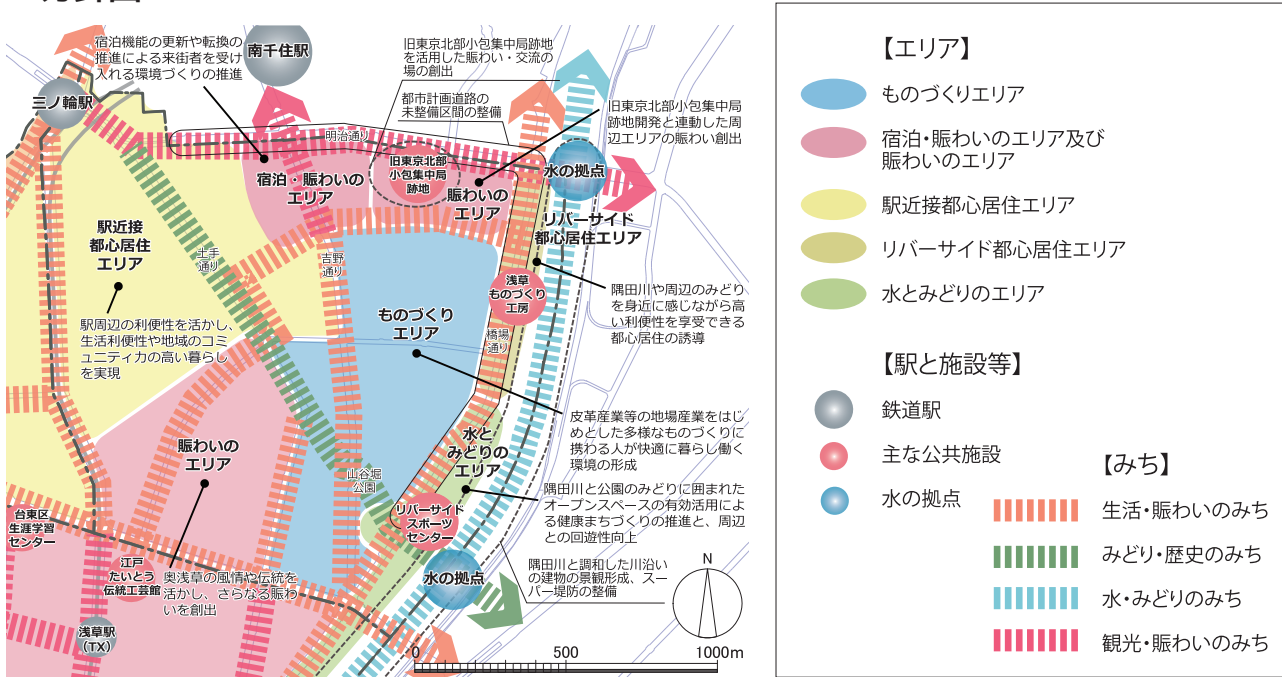 宿泊機能の更新や転換の
推進による来街者を受け
入れる環境づくりの推進
南千住駅
旧東京北部小包集中局跡地
を活用した賑わい・交流の
場の創出
都市計画道路の
未整備区間の整備
旧東京北部小包集中局
跡地開発と連動した周
辺エリアの賑わい創出
三ノ輪駅
明治通り
旧東京北部
小包集中局
跡地
水の拠点
宿泊・賑わいの
エリア
賑わいの
エリア
リバーサイド
都心居住エリア
駅近接
都心居住
エリア
土手
通り
吉野
通り
浅草
ものづくり
工房
隅田川や周辺のみどり
を身近に感じながら高
い利便性を享受できる
都心居住の誘導
ものづくり
エリア
橋場
通り
駅周辺の利便性を活かし、
生活利便性や地域のコミ
ュニティ力の高い暮らし
を実現
皮革産業等の地場産業をはじ
めとした多様なものづくりに
携わる人が快適に暮らし働く
環境の形成
賑わいの
エリア
水と
みどりの
エリア
山谷堀
公園
隅田川と公園のみどりに囲まれた
オープンスペースの有効活用によ
る健康まちづくりの推進と、周辺
との回遊性向上
リバーサイド
スポーツ
センター
台東区
生涯学習
センター
江戸
たいとう
伝統工芸館
奥浅草の風情や伝統を
活かし、さらなる賑わ
いを創出
水の拠点
隅田川と調和した川沿い
の建物の景観形成、スー
パー堤防の整備
浅草駅
(TX)
N
0 500 1000m
【エリア】
ものづくりエリア
宿泊・賑わいのエリア及び
賑わいのエリア
駅近接都心居住エリア
リバーサイド都心居住エリア
水とみどりのエリア
【駅と施設等】
鉄道駅
主な公共施設
水の拠点
【みち】
生活・賑わいのみち
みどり・歴史のみち
水・みどりのみち
観光・賑わいのみち